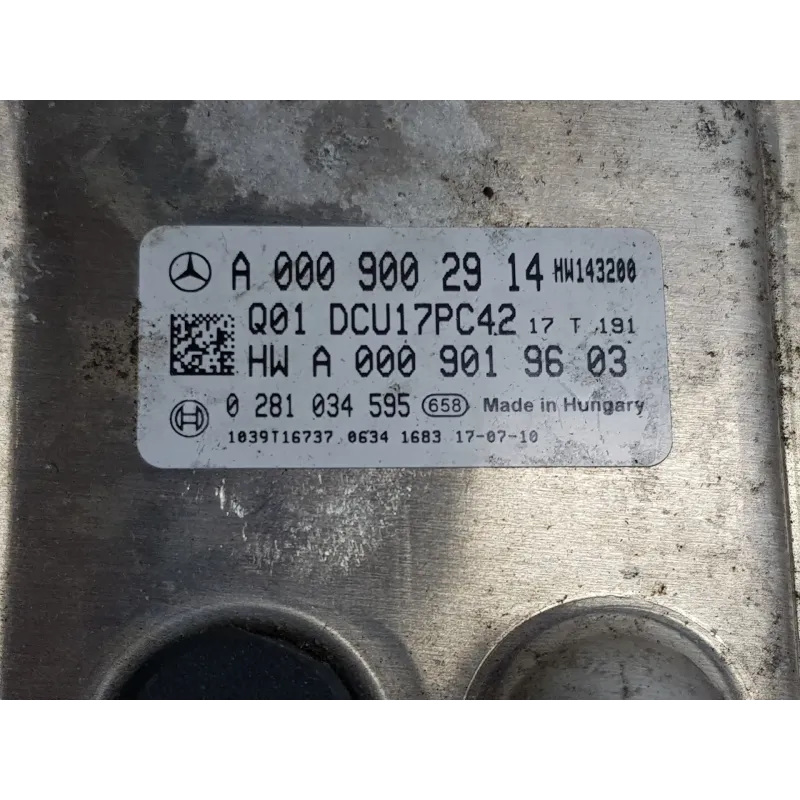 A 000 900 29 14 HW143200
Q01 DCU17PC42 17 T 191
HW A 000 901 96 03
0 281 034 595 658 Made in Hungary
1039T16737 0634 1683 17-07-10